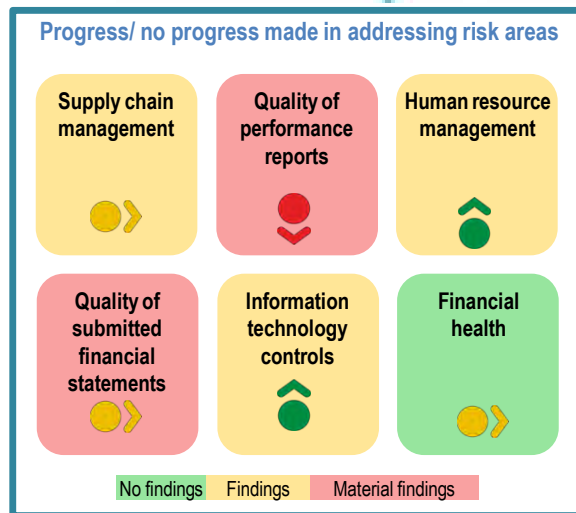 Progress/ no progress made in addressing risk areas
Supply chain
management
Quality of
performance
reports
Human resource
management
Quality of
submitted
financial
statements
Information
technology
controls
Financial
health
No findings
Findings
Material findings